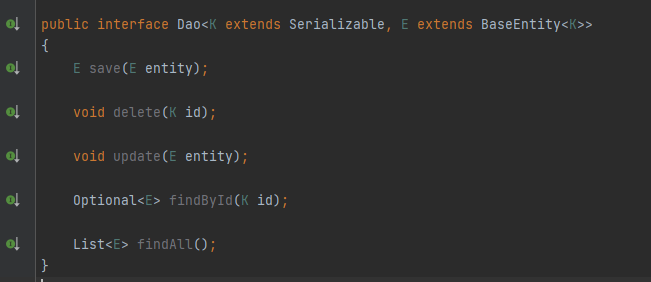 public interface Dao<K extends Serializable, E extends BaseEntity<K>>
{
    E save(E entity);
    void delete(K id);
    void update(E entity);
    Optional<E> findById(K id);
    List<E> findAll();
}